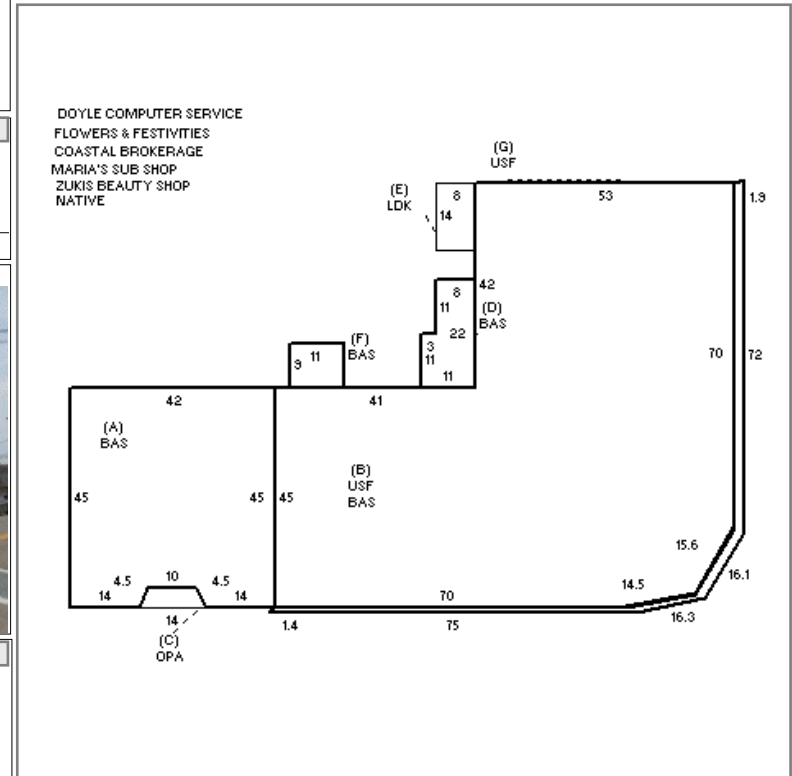 DOYLE COMPUTER SERVICE
FLOWERS & FESTIVITIES
COASTAL BROKERAGE
MARIA'S SUB SHOP
ZUKIS BEAUTY SHOP
NATIVE
(G)
USF
(E)
LDK
8
14
53
1.9
42
8
11
(D)
BAS
22
3
11
11
(F)
BAS
11
9
70
72
42
41
(A)
BAS
(B)
USF
BAS
45
45
45
15.6
16.1
14.5
16.3
14
4.5
10
4.5
14
14
70
1.4
75
(C)
OPA